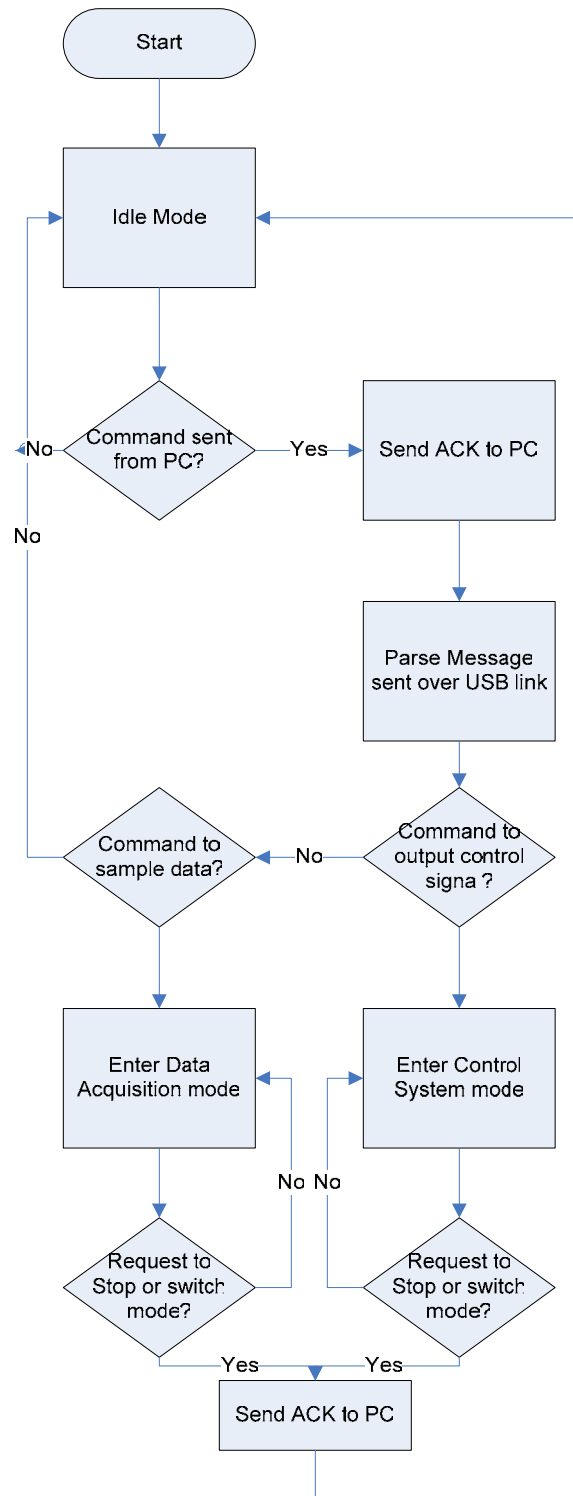 Start
Idle Mode
Command sent
from PC?
No
Yes
Send ACK to PC
No
Parse Message
sent over USB link
Command to
sample data?
No
Command to
output control
signa ?
Enter Data
Acquisition mode
Enter Control
System mode
No
No
Request to
Stop or switch
mode?
Request to
Stop or switch
mode?
Yes
Yes
Send ACK to PC